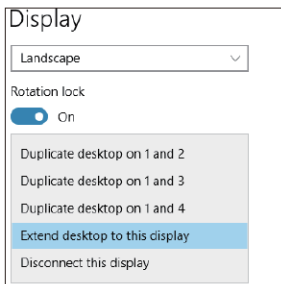 Display
Landscape
Rotation lock
On
Duplicate desktop on 1 and 2
Duplicate desktop on 1 and 3
Duplicate desktop on 1 and 4
Extend desktop to this display
Disconnect this display